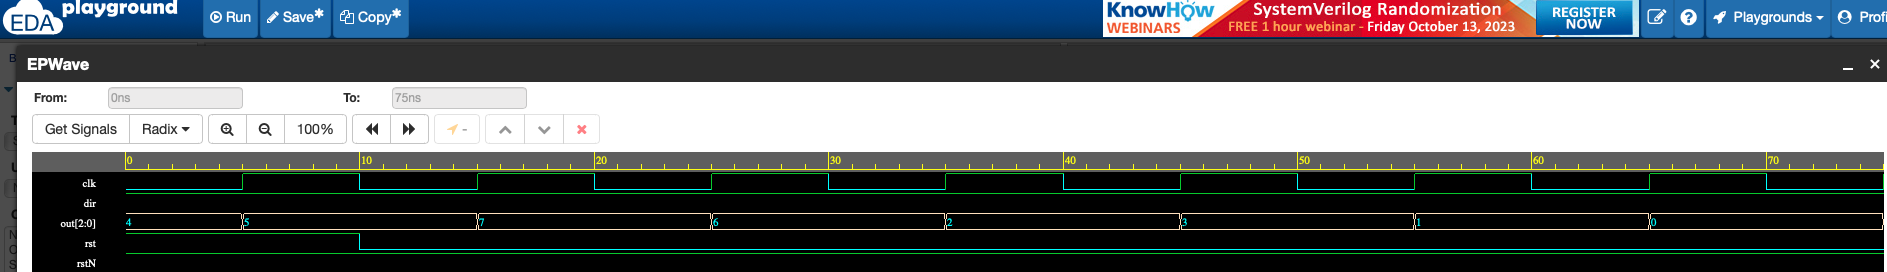 EDA playground
Run Save* Copy*
KnowHow WEBINARS
SystemVerilog Randomization
FREE 1 hour webinar - Friday October 13, 2023
REGISTER NOW
Playgrounds Profi
EPWave
From: 0ns To: 75ns
Get Signals Radix 100% -
0 10 20 30 40 50 60 70
clk
dir
out[2:0] 4 5 7 6 2 3 1 0
rst
rstN